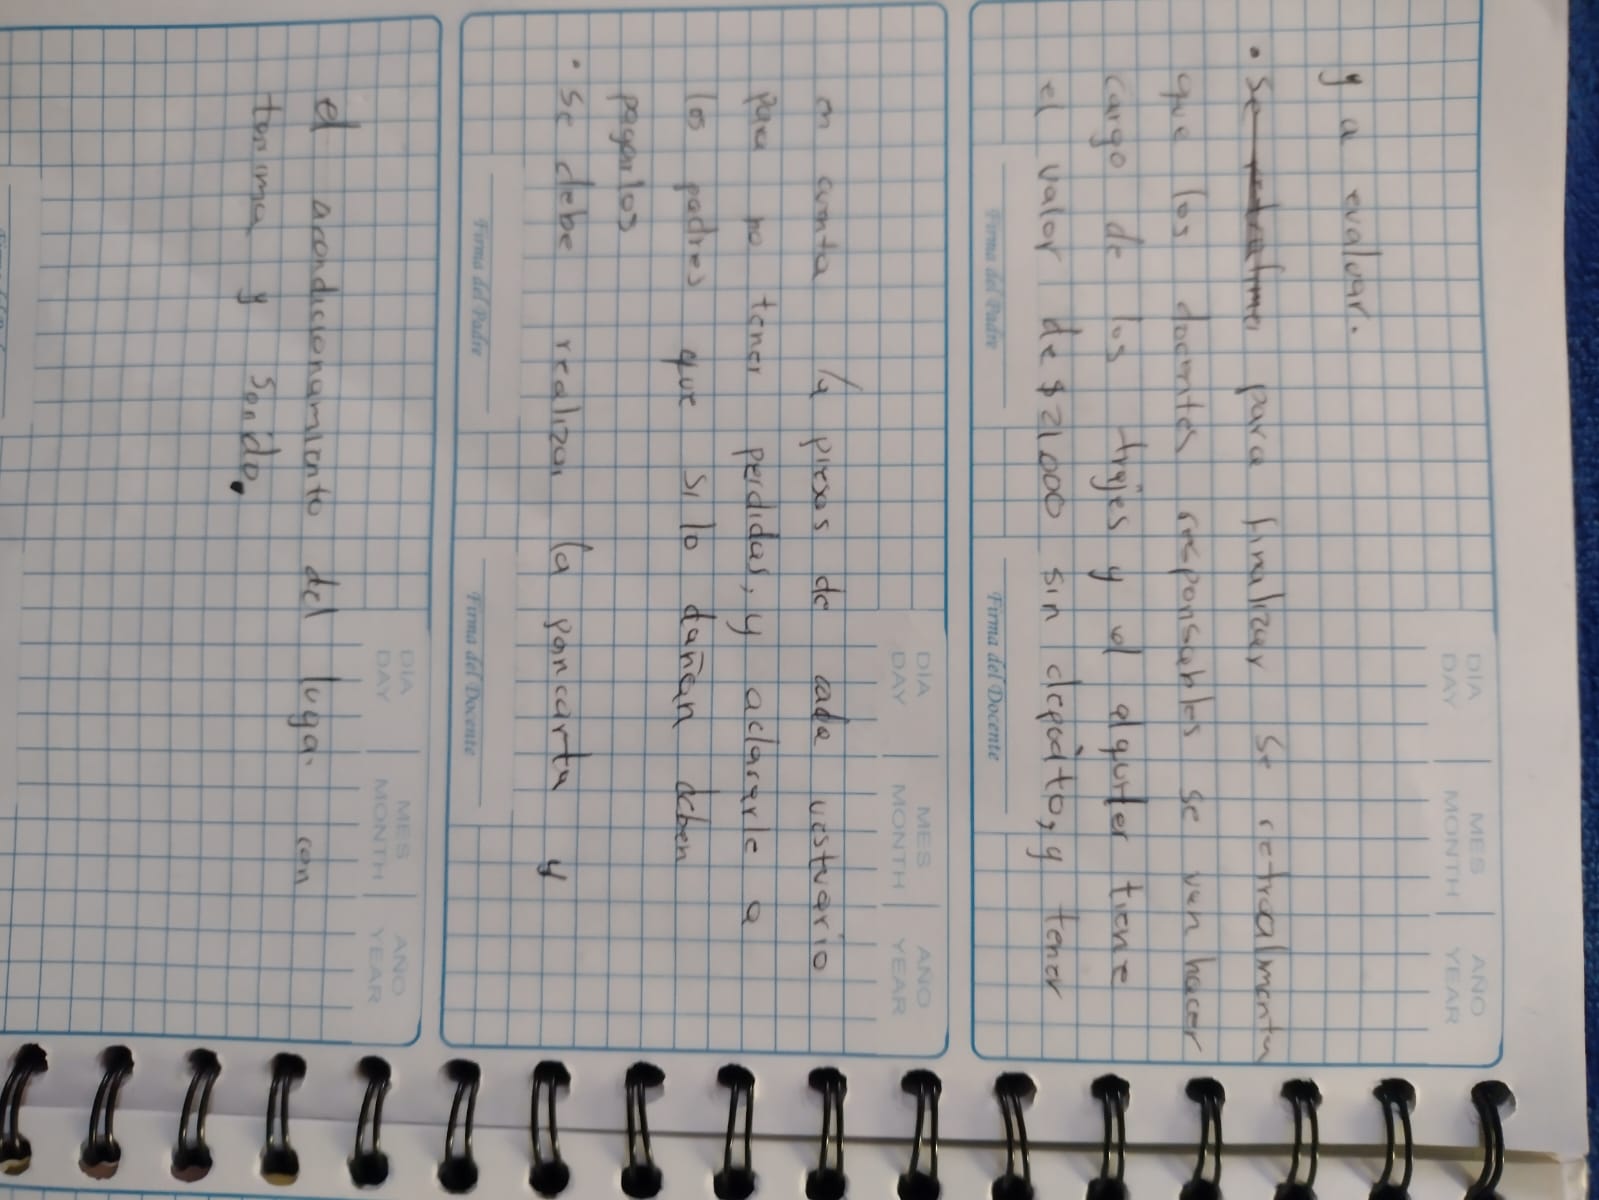 DIA MES AÑO
DAY MONTH YEAR
y a evaluar.
• Se para finalizar se retroalmenta
que los docentes responsables se van hacer
cargo de los trajes y el alquiler tiene
el valor de $21.000 sin depósito, y tener
Firma del Padre Firma del Docente
DIA MES AÑO
DAY MONTH YEAR
en cuenta la piezas de cada vestuario
para no tener perdidas, y aclararle a
los padres que si lo dañan deben
pagarlos
• Se debe realizar la pancarta y
Firma del Padre Firma del Docente
DIA MES AÑO
DAY MONTH YEAR
el acondicionamiento del lugar con
tarima y sonido.